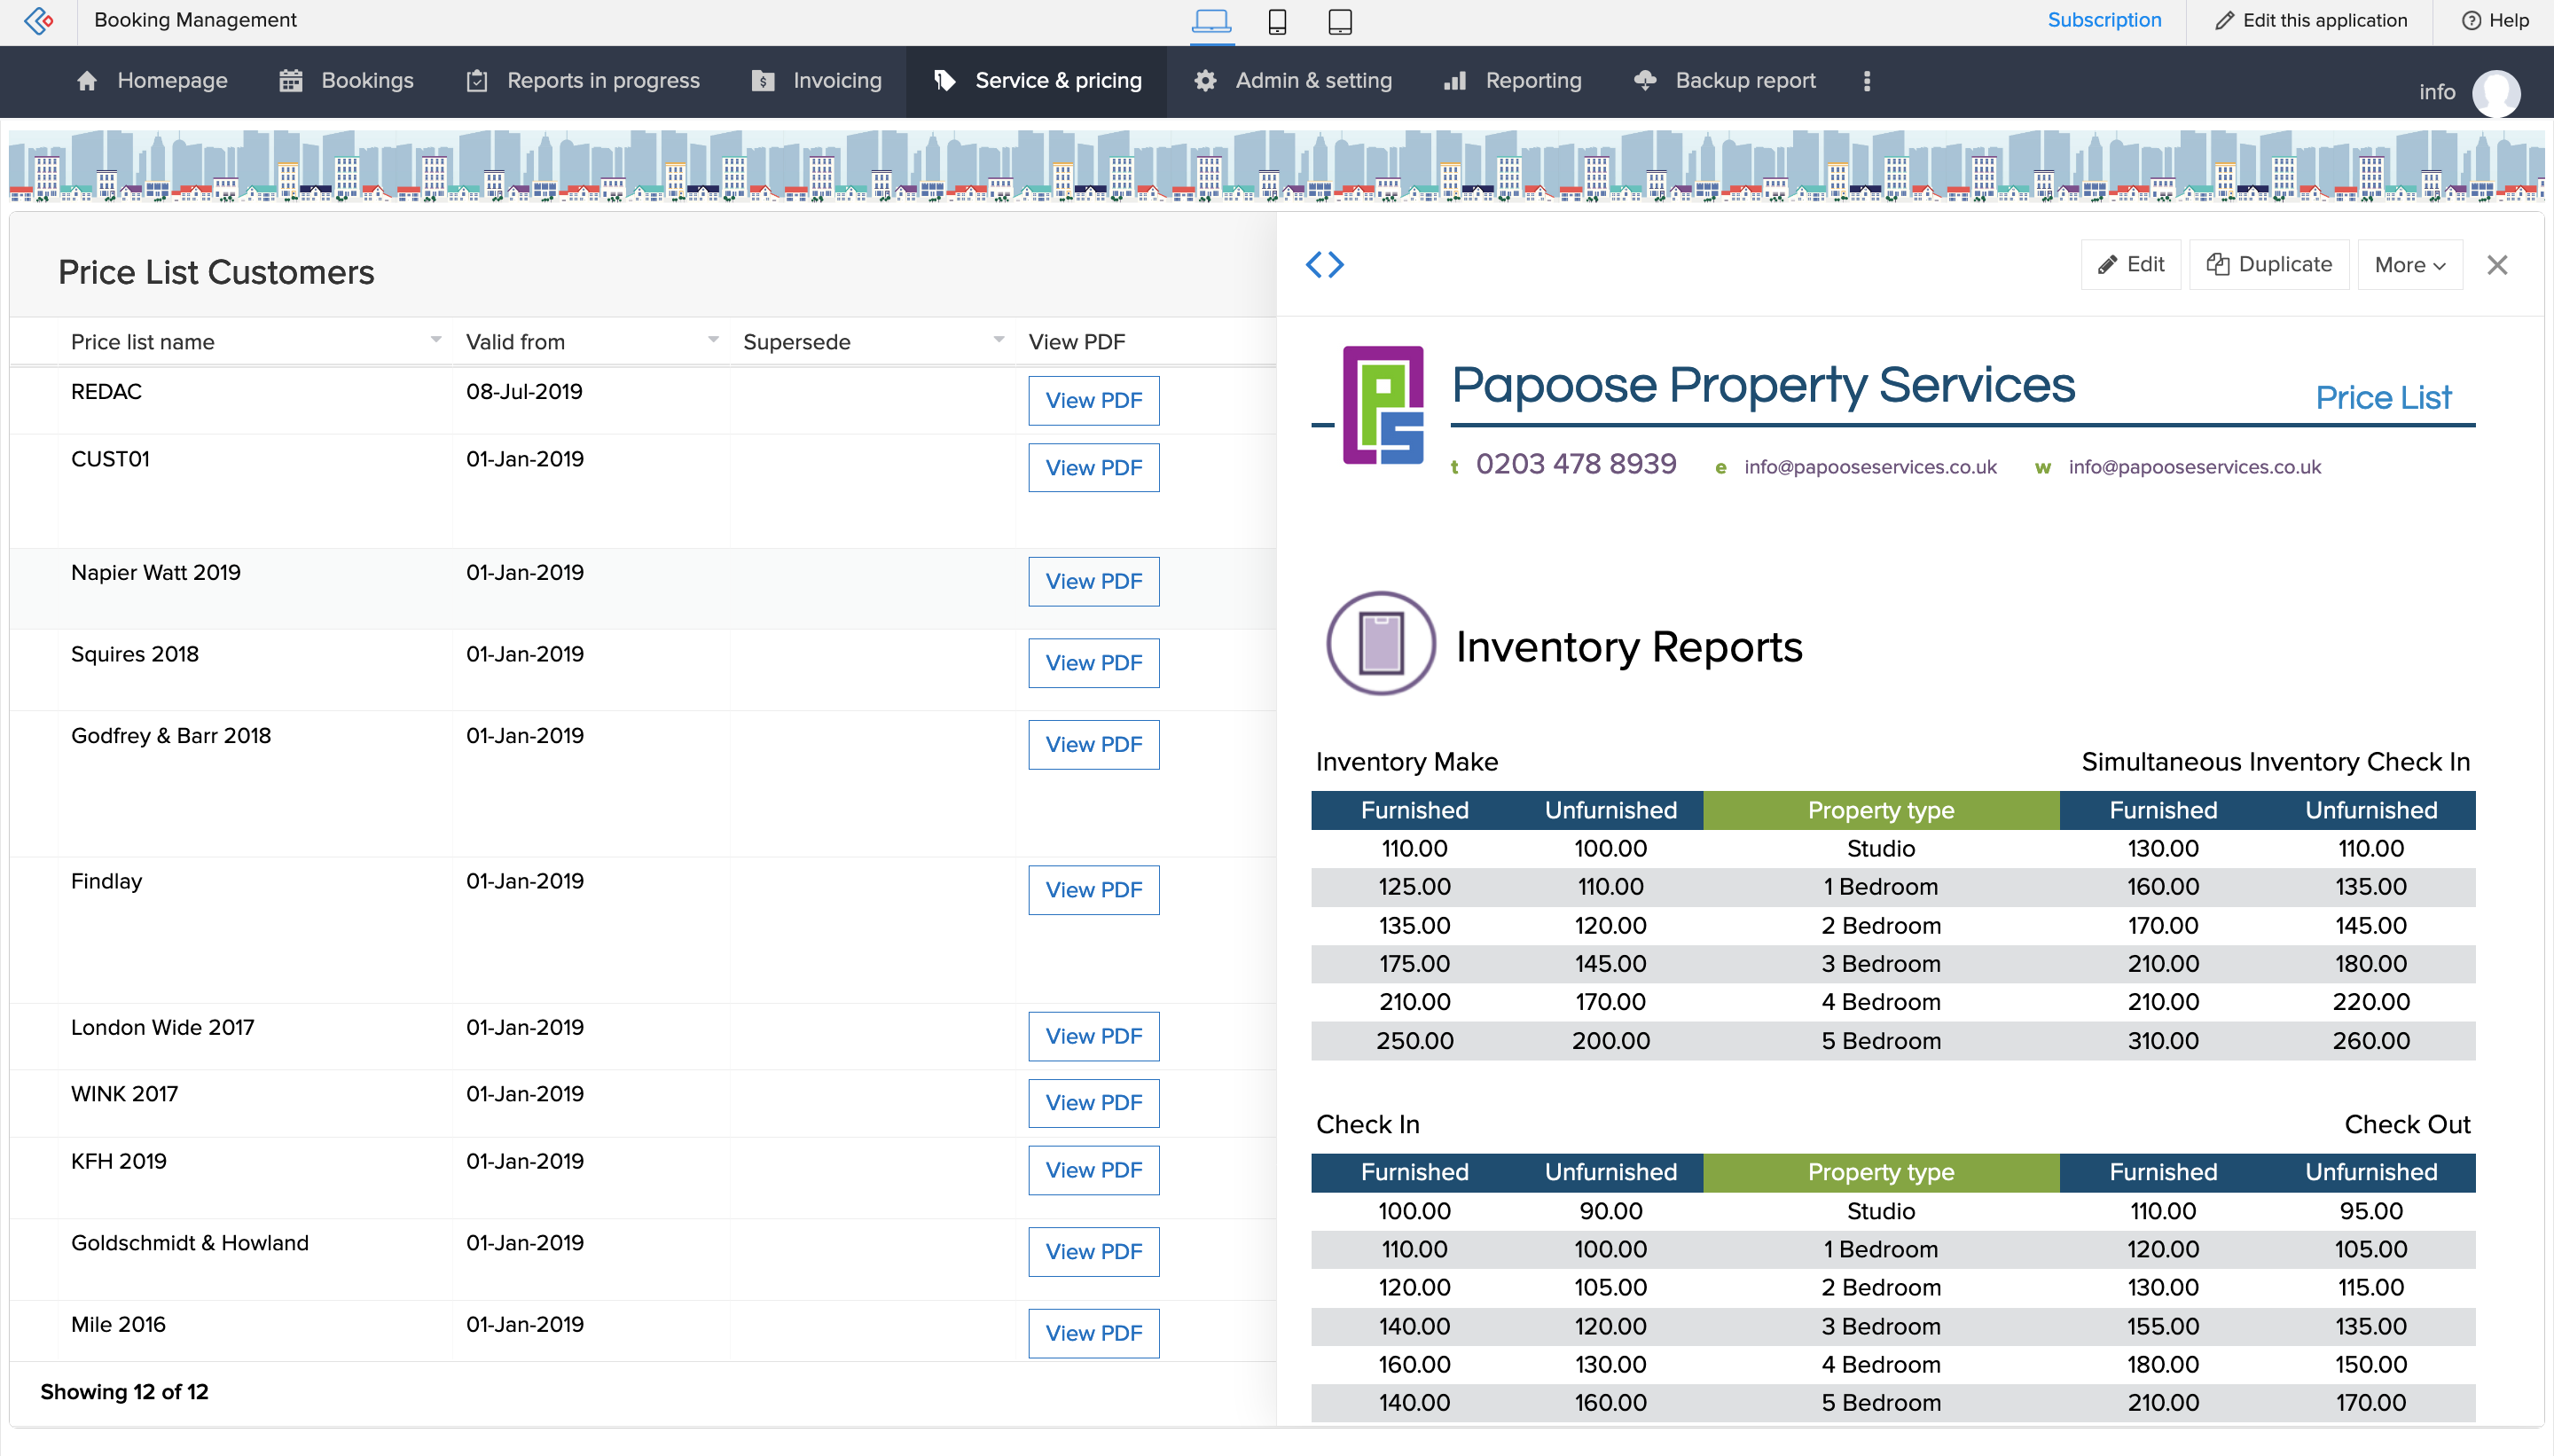 Booking Management
Subscription
Edit this application
Help
Homepage
Bookings
Reports in progress
Invoicing
Service & pricing
Admin & setting
Reporting
Backup report
info
Price List Customers
Price list name Valid from Supersede View PDF
REDAC 08-Jul-2019 View PDF
CUST01 01-Jan-2019 View PDF
Napier Watt 2019 01-Jan-2019 View PDF
Squires 2018 01-Jan-2019 View PDF
Godfrey & Barr 2018 01-Jan-2019 View PDF
Findlay 01-Jan-2019 View PDF
London Wide 2017 01-Jan-2019 View PDF
WINK 2017 01-Jan-2019 View PDF
KFH 2019 01-Jan-2019 View PDF
Goldschmidt & Howland 01-Jan-2019 View PDF
Mile 2016 01-Jan-2019 View PDF
Showing 12 of 12
Edit
Duplicate
More
PPS
Papoose Property Services
Price List
t 0203 478 8939 e info@papooseservices.co.uk w info@papooseservices.co.uk
Inventory Reports
Inventory Make Simultaneous Inventory Check In
Furnished Unfurnished Property type Furnished Unfurnished
110.00 100.00 Studio 130.00 110.00
125.00 110.00 1 Bedroom 160.00 135.00
135.00 120.00 2 Bedroom 170.00 145.00
175.00 145.00 3 Bedroom 210.00 180.00
210.00 170.00 4 Bedroom 210.00 220.00
250.00 200.00 5 Bedroom 310.00 260.00
Check In Check Out
Furnished Unfurnished Property type Furnished Unfurnished
100.00 90.00 Studio 110.00 95.00
110.00 100.00 1 Bedroom 120.00 105.00
120.00 105.00 2 Bedroom 130.00 115.00
140.00 120.00 3 Bedroom 155.00 135.00
160.00 130.00 4 Bedroom 180.00 150.00
140.00 160.00 5 Bedroom 210.00 170.00